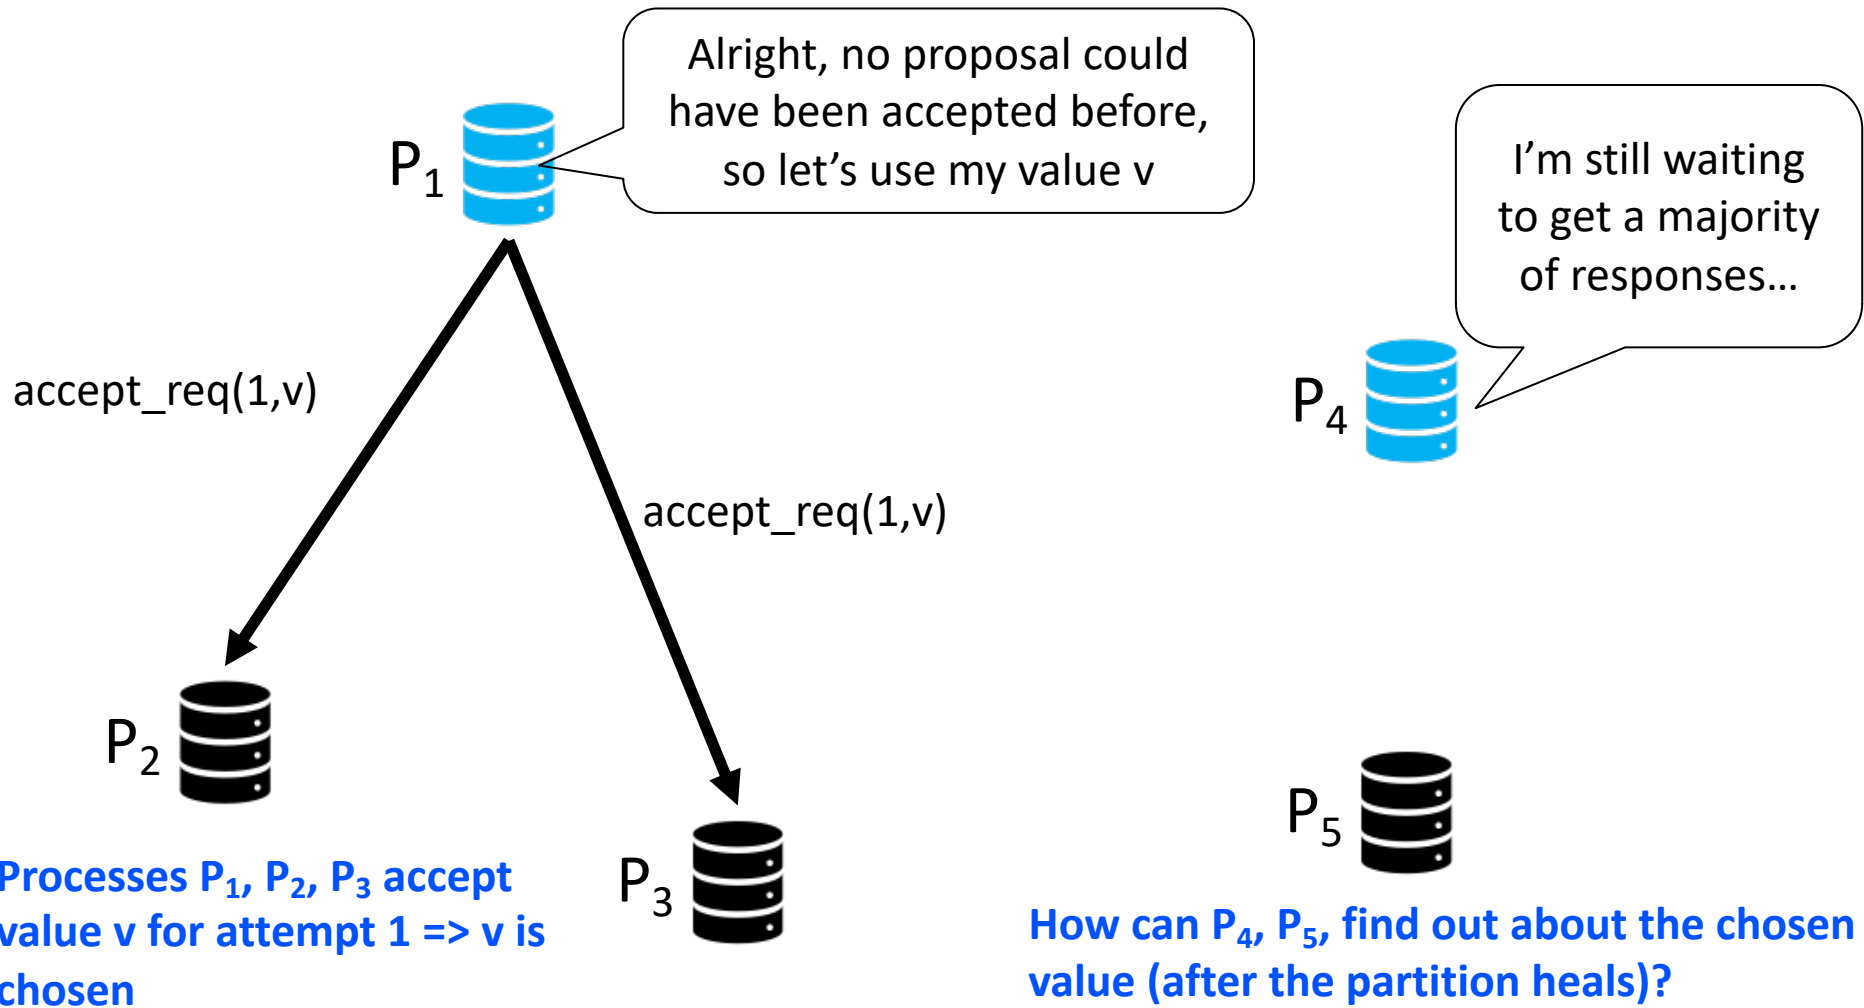 Alright, no proposal could
have been accepted before,
so let’s use my value v
P1
I’m still waiting
to get a majority
of responses…
P4
accept_req(1,v)
accept_req(1,v)
P2
P5
P3
Processes P1, P2, P3 accept
value v for attempt 1 => v is
chosen
How can P4, P5, find out about the chosen
value (after the partition heals)?